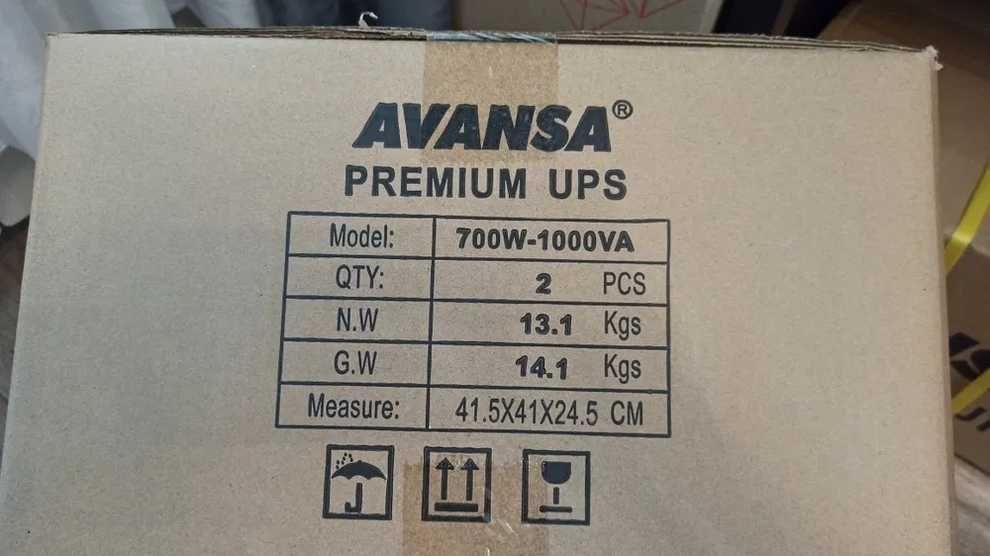 AVANSA®
PREMIUM UPS
Model: 700W-1000VA
QTY: 2 PCS
N.W 13.1 Kgs
G.W 14.1 Kgs
Measure: 41.5X41X24.5 CM